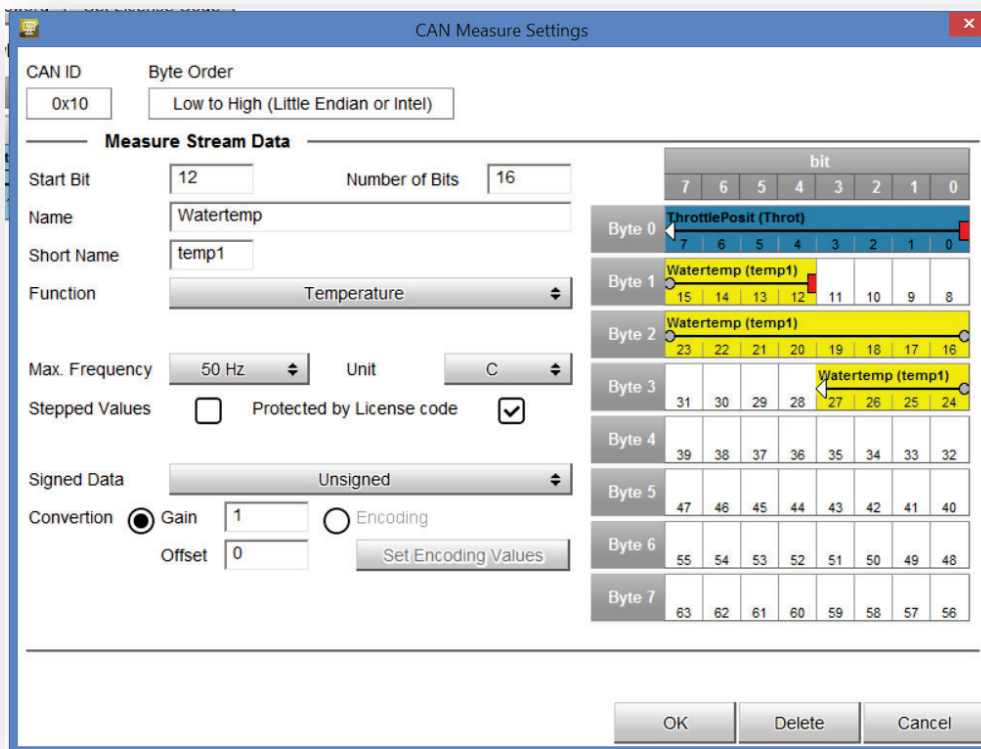 CAN Measure Settings
CAN ID Byte Order
0x10 Low to High (Little Endian or Intel)
Measure Stream Data
Start Bit 12 Number of Bits 16
Name Watertemp
Short Name temp1
Function Temperature
Max. Frequency 50 Hz Unit C
Stepped Values Protected by License code
Signed Data Unsigned
Convertion Gain 1 Encoding
Offset 0 Set Encoding Values
bit
7 6 5 4 3 2 1 0
ThrottlePosit (Throt)
Byte 0
7 6 5 4 3 2 1 0
Watertemp (temp1)
Byte 1
15 14 13 12 11 10 9 8
Watertemp (temp1)
Byte 2
23 22 21 20 19 18 17 16
Watertemp (temp1)
Byte 3
31 30 29 28 27 26 25 24
Byte 4
39 38 37 36 35 34 33 32
Byte 5
47 46 45 44 43 42 41 40
Byte 6
55 54 53 52 51 50 49 48
Byte 7
63 62 61 60 59 58 57 56
OK Delete Cancel